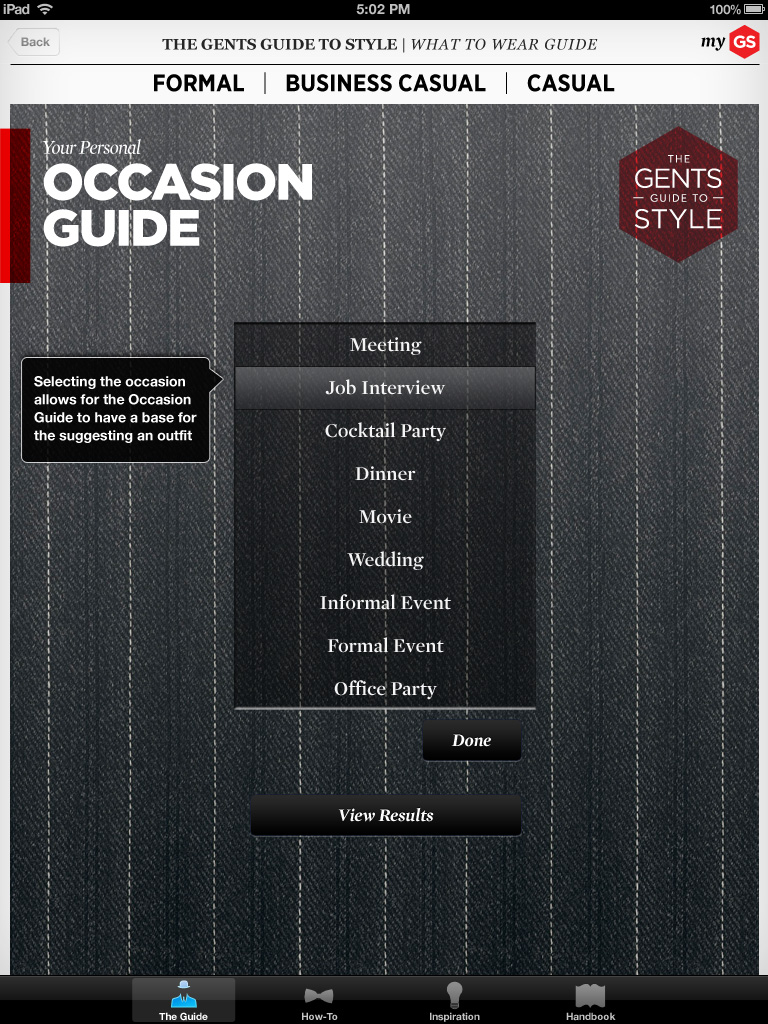 iPad 5:02 PM 100%
Back THE GENTS GUIDE TO STYLE | WHAT TO WEAR GUIDE my GS
FORMAL | BUSINESS CASUAL | CASUAL
Your Personal
OCCASION
GUIDE
THE
GENTS
GUIDE TO
STYLE
Selecting the occasion
allows for the Occasion
Guide to have a base for
the suggesting an outfit
Meeting
Job Interview
Cocktail Party
Dinner
Movie
Wedding
Informal Event
Formal Event
Office Party
Done
View Results
The Guide How-To Inspiration Handbook